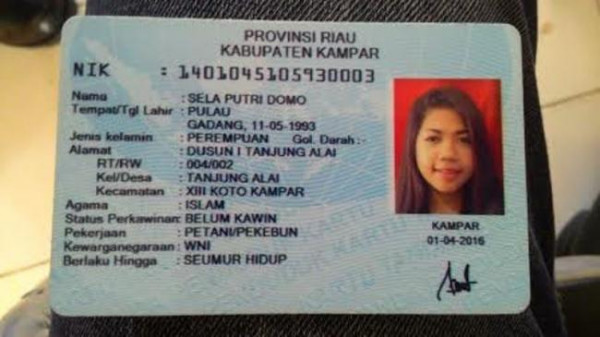 PROVINSI RIAU
KABUPATEN KAMPAR
NIK : 1401045105930003
Nama : SELA PUTRI DOMO
Tempat/Tgl Lahir : PULAU
GADANG, 11-05-1993
Jenis kelamin : PEREMPUAN Gol. Darah : -
Alamat : DUSUN I TANJUNG ALAI
RT/RW : 004/002
Kel/Desa : TANJUNG ALAI
Kecamatan : XIII KOTO KAMPAR
Agama : ISLAM
Status Perkawinan: BELUM KAWIN
Pekerjaan : PETANI/PEKEBUN
Kewarganegaraan : WNI
Berlaku Hingga : SEUMUR HIDUP
KAMPAR
01-04-2016